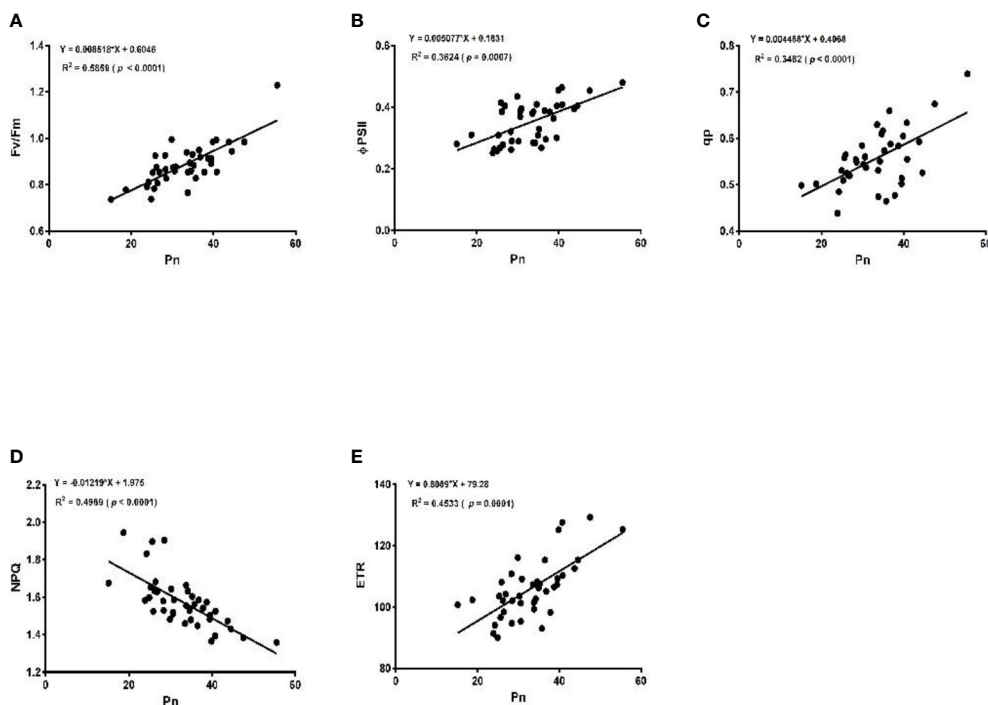 A
Y = 0.008518*X + 0.6046
R² = 0.5859 ( p < 0.0001)
Fv/Fm
1.4
1.2
1.0
0.8
0.6
0 20 40 60
Pn
B
Y = 0.005077*X + 0.1831
R² = 0.3624 ( p = 0.0007)
ϕPSII
0.6
0.4
0.2
0.0
0 20 40 60
Pn
C
Y = 0.004488*X + 0.4068
R² = 0.3482 ( p < 0.0001)
qP
0.8
0.7
0.6
0.5
0.4
0 20 40 60
Pn
D
Y = -0.01219*X + 1.975
R² = 0.4969 ( p < 0.0001)
NPQ
2.2
2.0
1.8
1.6
1.4
1.2
0 20 40 60
Pn
E
Y = 0.8089*X + 79.28
R² = 0.4533 ( p = 0.0001)
ETR
140
120
100
80
0 20 40 60
Pn